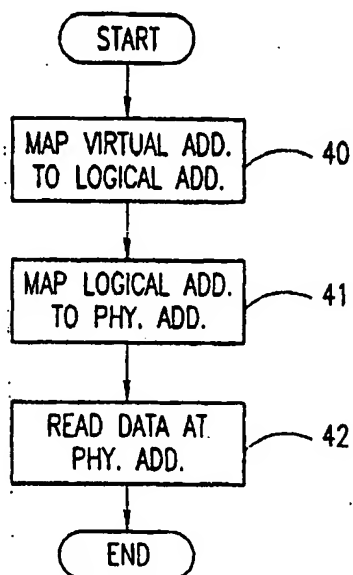 START
MAP VIRTUAL ADD.
TO LOGICAL ADD.
40
MAP LOGICAL ADD.
TO PHY. ADD.
41
READ DATA AT
PHY. ADD.
42
END